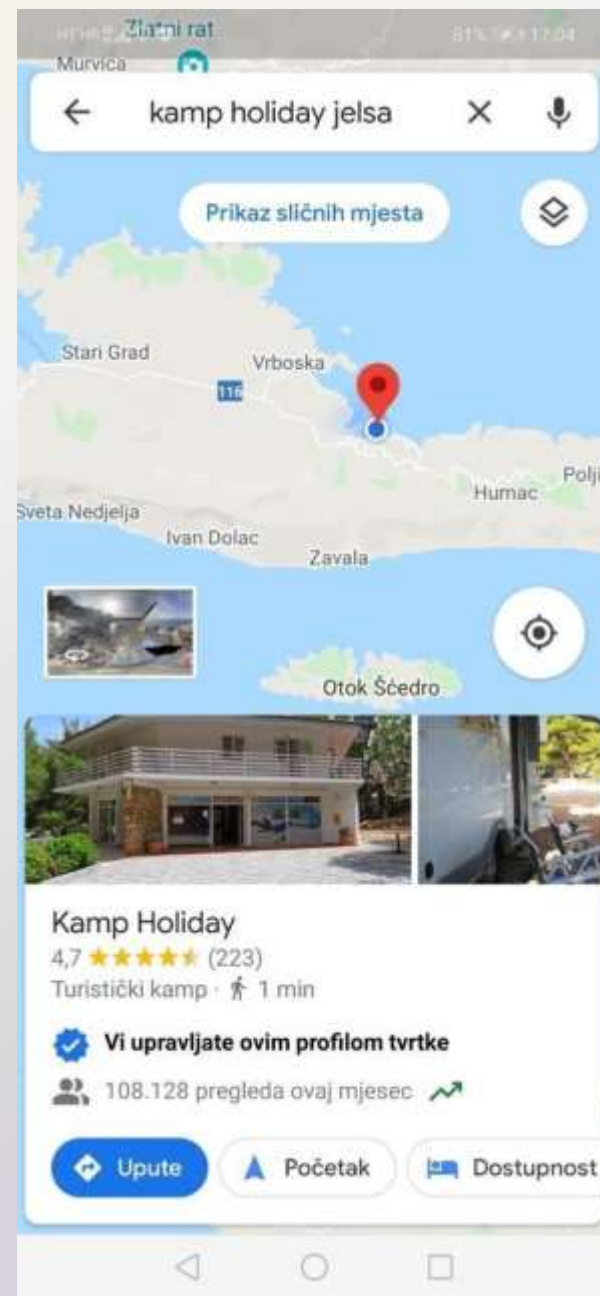 Zlatni rat
81% 17:04
Murvica
kamp holiday jelsa
Prikaz sličnih mjesta
Stari Grad
Vrboska
116
Humac
Polji
Sveta Nedjelja
Ivan Dolac
Zavala
Otok Šćedro
Kamp Holiday
4,7 (223)
Turistički kamp · 1 min
Vi upravljate ovim profilom tvrtke
108.128 pregleda ovaj mjesec
Upute
Početak
Dostupnost